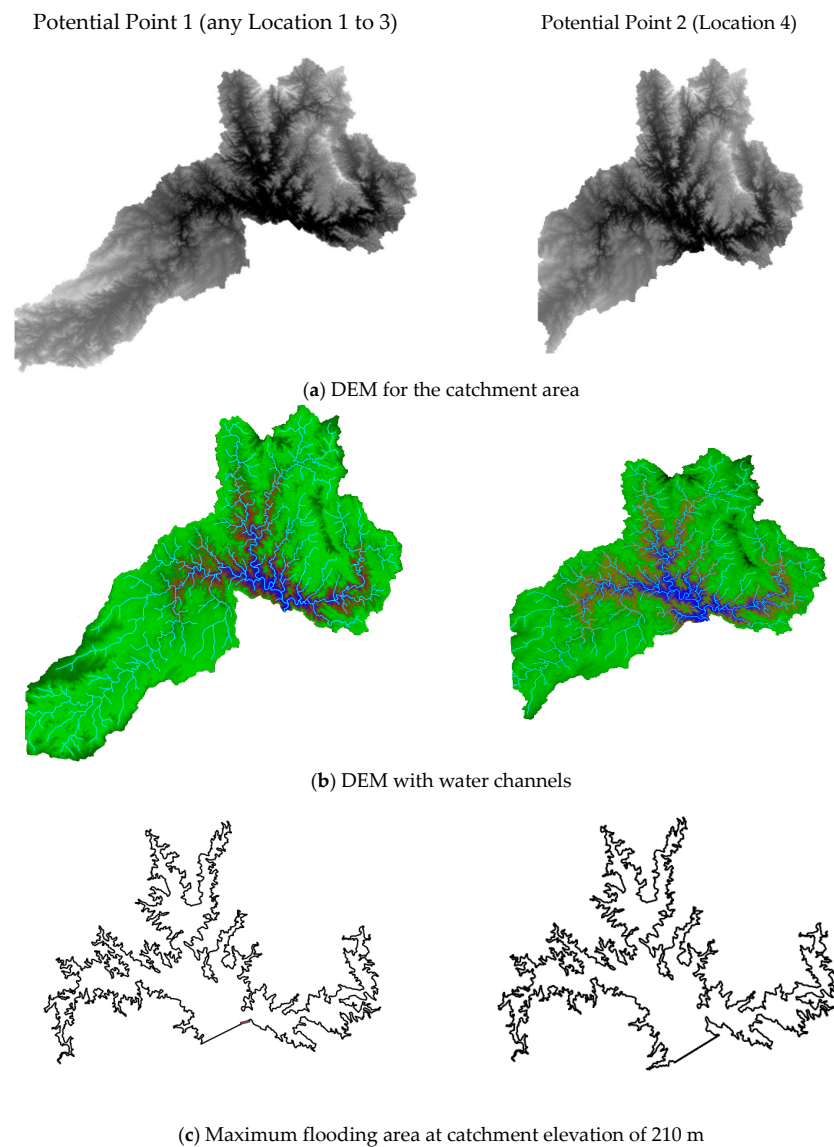 Potential Point 1 (any Location 1 to 3)
Potential Point 2 (Location 4)
(a) DEM for the catchment area
(b) DEM with water channels
(c) Maximum flooding area at catchment elevation of 210 m